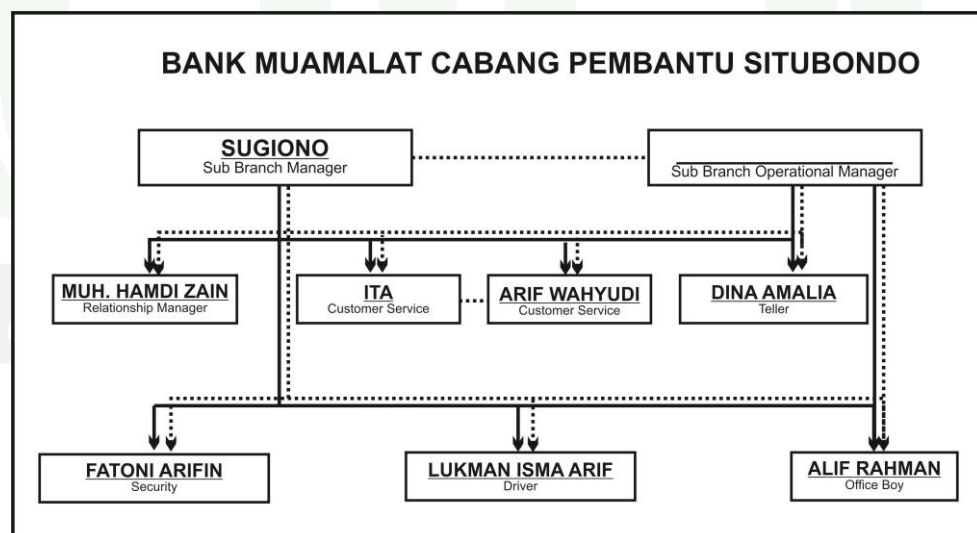 BANK MUAMALAT CABANG PEMBANTU SITUBONDO
SUGIONO
Sub Branch Manager
Sub Branch Operational Manager
MUH. HAMDI ZAIN
Relationship Manager
ITA
Customer Service
ARIF WAHYUDI
Customer Service
DINA AMALIA
Teller
FATONI ARIFIN
Security
LUKMAN ISMA ARIF
Driver
ALIF RAHMAN
Office Boy